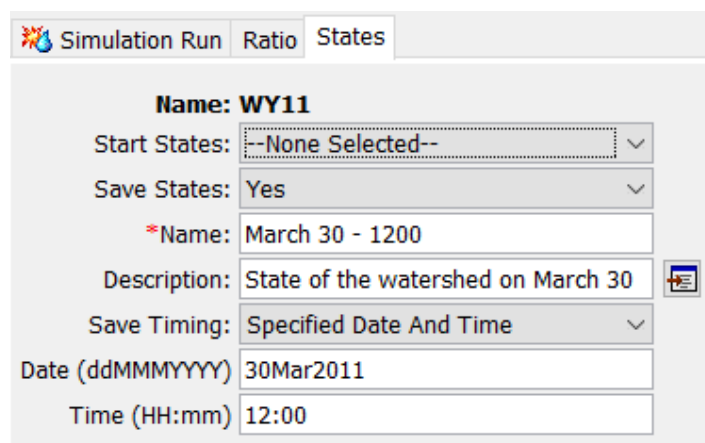 Simulation Run Ratio States
Name: WY11
Start States: --None Selected--
Save States: Yes
*Name: March 30 - 1200
Description: State of the watershed on March 30
Save Timing: Specified Date And Time
Date (ddMMMYYYY) 30Mar2011
Time (HH:mm) 12:00